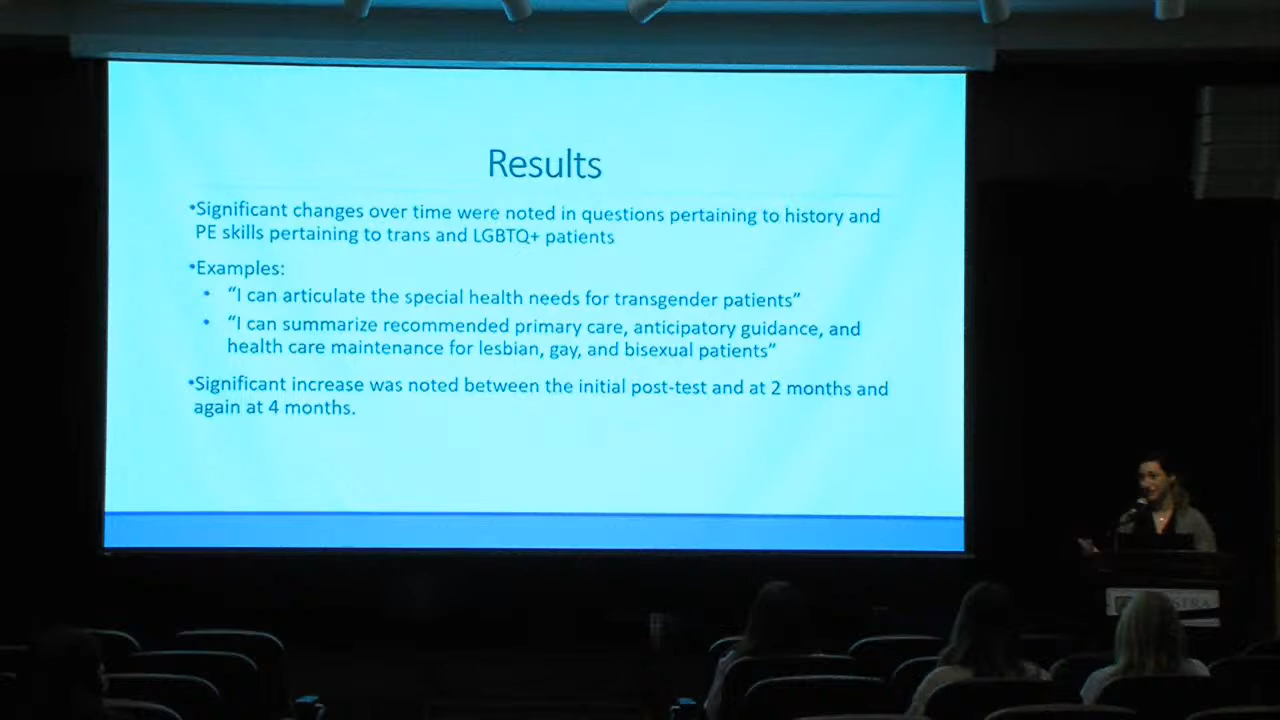 Results
•Significant changes over time were noted in questions pertaining to history and
PE skills pertaining to trans and LGBTQ+ patients
•Examples:
• “I can articulate the special health needs for transgender patients”
• “I can summarize recommended primary care, anticipatory guidance, and
health care maintenance for lesbian, gay, and bisexual patients”
•Significant increase was noted between the initial post-test and at 2 months and
again at 4 months.